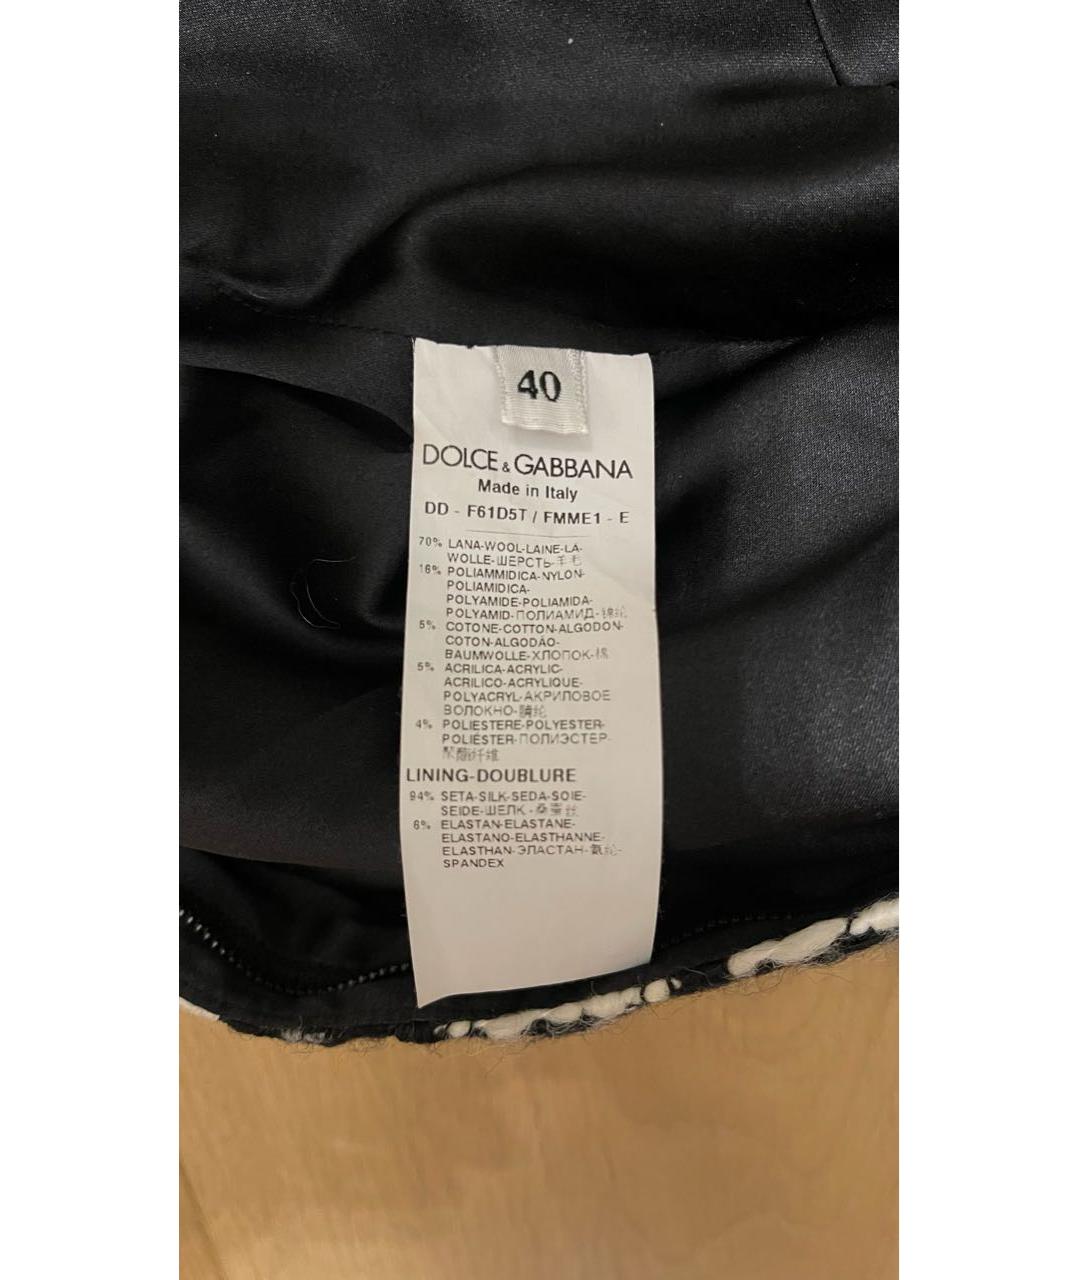 40
DOLCE & GABBANA
Made in Italy
DD - F61D5T / FMME1 - E
70% LANA-WOOL-LAINE-LÃ-
WOLLE-ШЕРСТЬ-羊毛
16% POLIAMMIDICA-NYLON-
POLIAMIDICA-
POLYAMIDE-POLIAMIDA-
POLYAMID-ПОЛИАМИД-锦纶
5% COTONE-COTTON-ALGODON-
COTON-ALGODÃO-
BAUMWOLLE-ХЛОПОК-棉
5% ACRILICA-ACRYLIC-
ACRILICO-ACRYLIQUE-
POLYACRYL-АКРИЛОВОЕ
ВОЛОКНО-腈纶
4% POLIESTERE-POLYESTER-
POLIÉSTER-ПОЛИЭСТЕР-
聚酯纤维
LINING-DOUBLURE
94% SETA-SILK-SEDA-SOIE-
SEIDE-ШЕЛК-桑蚕丝
6% ELASTAN-ELASTANE-
ELASTANO-ELASTHANNE-
ELASTHAN-ЭЛАСТАН-氨纶-
SPANDEX